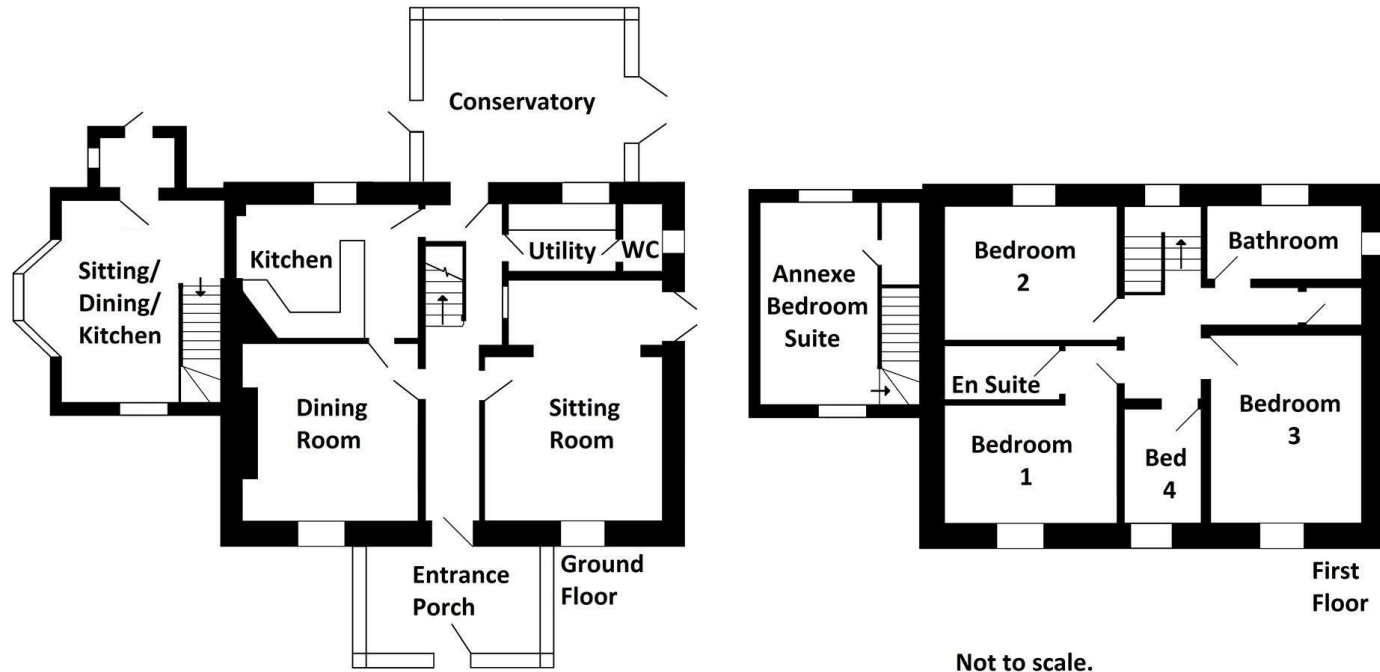 Conservatory
Kitchen
Utility
WC
Sitting/
Dining/
Kitchen
Dining
Room
Sitting
Room
Entrance
Porch
Ground
Floor
Annexe
Bedroom
Suite
Bedroom
2
Bathroom
En Suite
Bedroom
1
Bed
4
Bedroom
3
First
Floor
Not to scale.